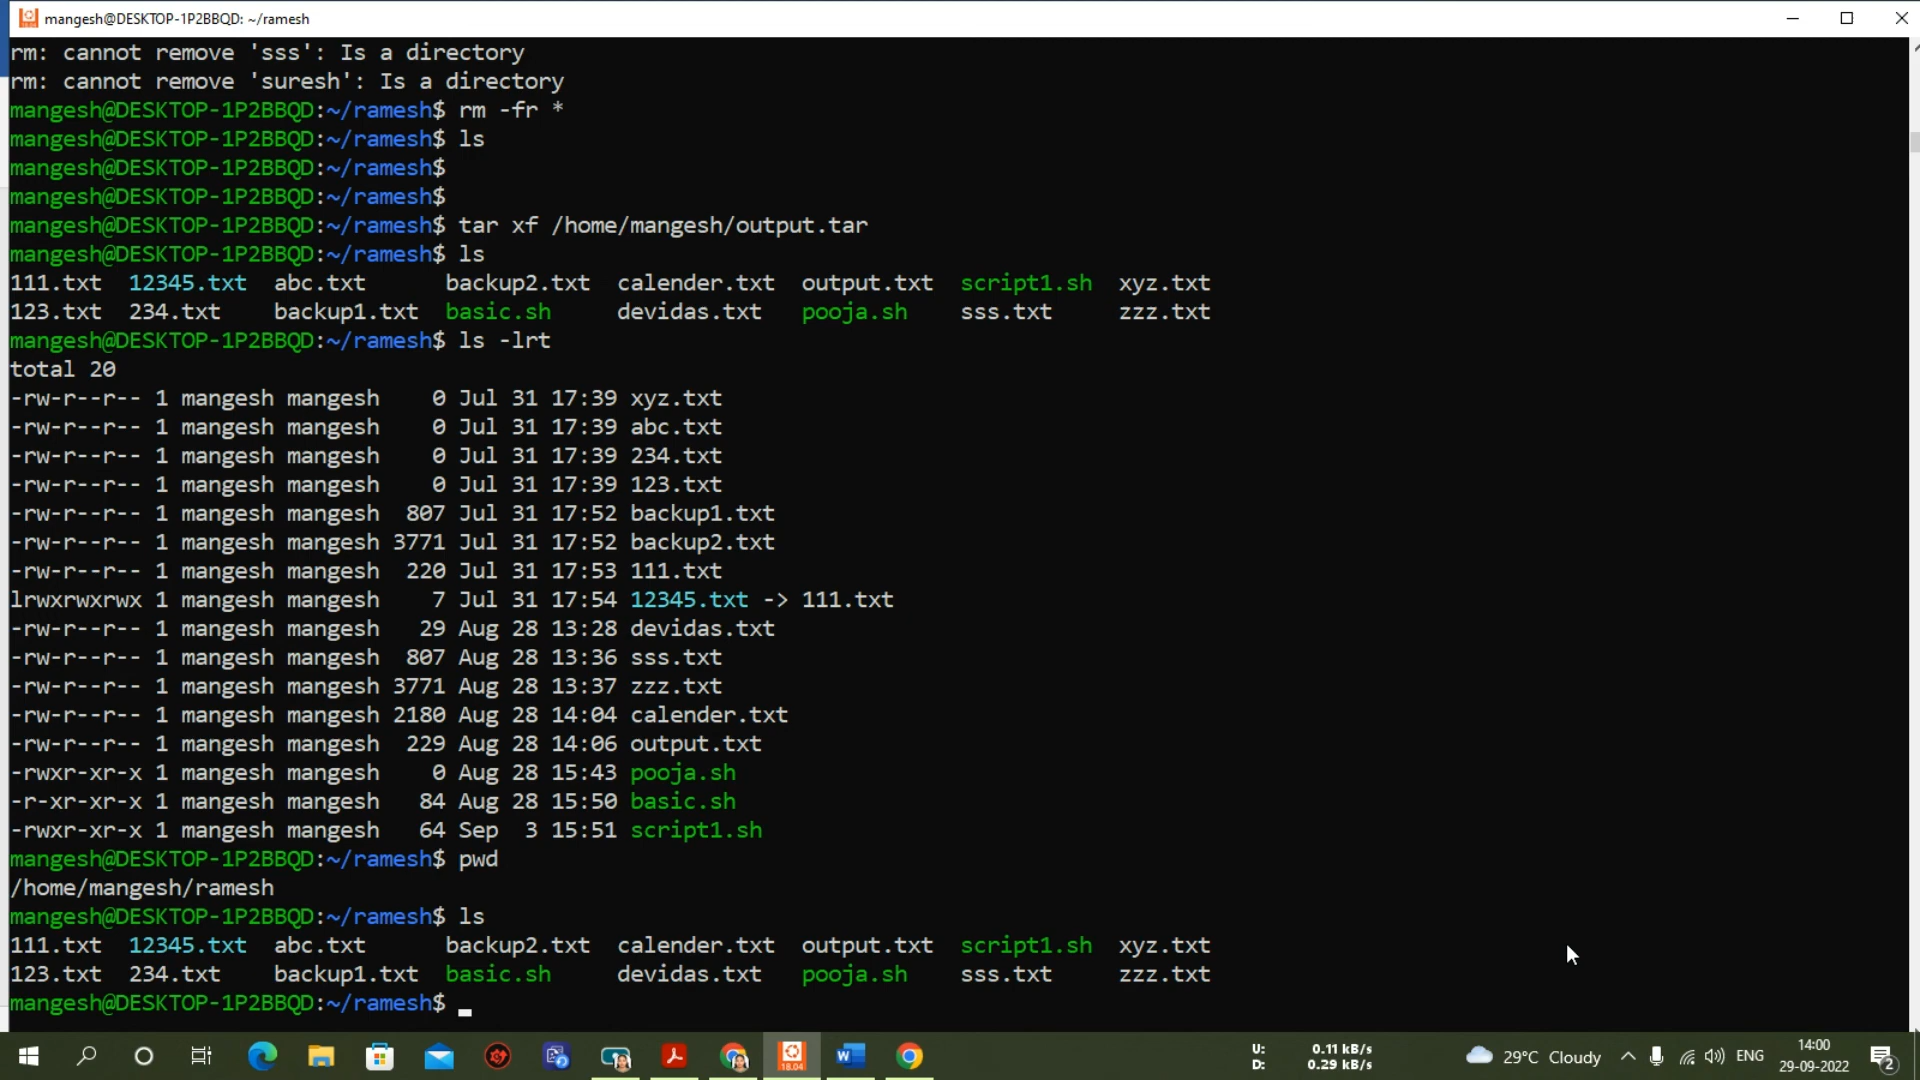 mangesh@DESKTOP-1P2BBQD: ~/ramesh
rm: cannot remove 'sss': Is a directory
rm: cannot remove 'suresh': Is a directory
mangesh@DESKTOP-1P2BBQD:~/ramesh$ rm -fr *
mangesh@DESKTOP-1P2BBQD:~/ramesh$ ls
mangesh@DESKTOP-1P2BBQD:~/ramesh$
mangesh@DESKTOP-1P2BBQD:~/ramesh$
mangesh@DESKTOP-1P2BBQD:~/ramesh$ tar xf /home/mangesh/output.tar
mangesh@DESKTOP-1P2BBQD:~/ramesh$ ls
111.txt  12345.txt  abc.txt      backup2.txt  calender.txt  output.txt  script1.sh  xyz.txt
123.txt  234.txt    backup1.txt  basic.sh     devidas.txt   pooja.sh    sss.txt     zzz.txt
mangesh@DESKTOP-1P2BBQD:~/ramesh$ ls -lrt
total 20
-rw-r--r-- 1 mangesh mangesh    0 Jul 31 17:39 xyz.txt
-rw-r--r-- 1 mangesh mangesh    0 Jul 31 17:39 abc.txt
-rw-r--r-- 1 mangesh mangesh    0 Jul 31 17:39 234.txt
-rw-r--r-- 1 mangesh mangesh    0 Jul 31 17:39 123.txt
-rw-r--r-- 1 mangesh mangesh  807 Jul 31 17:52 backup1.txt
-rw-r--r-- 1 mangesh mangesh 3771 Jul 31 17:52 backup2.txt
-rw-r--r-- 1 mangesh mangesh  220 Jul 31 17:53 111.txt
lrwxrwxrwx 1 mangesh mangesh    7 Jul 31 17:54 12345.txt -> 111.txt
-rw-r--r-- 1 mangesh mangesh   29 Aug 28 13:28 devidas.txt
-rw-r--r-- 1 mangesh mangesh  807 Aug 28 13:36 sss.txt
-rw-r--r-- 1 mangesh mangesh 3771 Aug 28 13:37 zzz.txt
-rw-r--r-- 1 mangesh mangesh 2180 Aug 28 14:04 calender.txt
-rw-r--r-- 1 mangesh mangesh  229 Aug 28 14:06 output.txt
-rwxr-xr-x 1 mangesh mangesh    0 Aug 28 15:43 pooja.sh
-r-xr-xr-x 1 mangesh mangesh   84 Aug 28 15:50 basic.sh
-rwxr-xr-x 1 mangesh mangesh   64 Sep  3 15:51 script1.sh
mangesh@DESKTOP-1P2BBQD:~/ramesh$ pwd
/home/mangesh/ramesh
mangesh@DESKTOP-1P2BBQD:~/ramesh$ ls
111.txt  12345.txt  abc.txt      backup2.txt  calender.txt  output.txt  script1.sh  xyz.txt
123.txt  234.txt    backup1.txt  basic.sh     devidas.txt   pooja.sh    sss.txt     zzz.txt
mangesh@DESKTOP-1P2BBQD:~/ramesh$
18.04
U: 0.11 kB/s
D: 0.29 kB/s
29°C Cloudy
ENG
14:00
29-09-2022
2